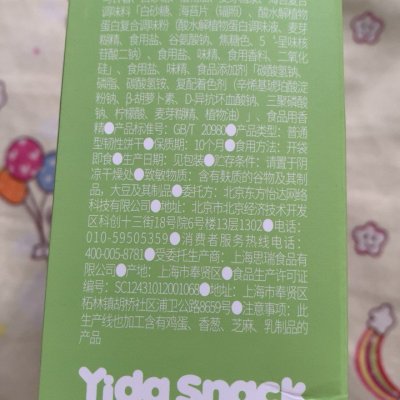 调味料（白砂糖、海苔片（福建）、酸水解植物
蛋白复合调味粉（酸水解植物蛋白调味液、麦芽
糊精、食用盐、谷氨酸钠、焦糖色、5'-呈味核
苷酸二钠）、食用盐、味精、食用香料、二氧化
硅）、食用盐、味精、食品添加剂（碳酸氢钠、
磷脂、碳酸氢铵、复配着色剂（辛烯基琥珀酸淀
粉钠、β-胡萝卜素、D-异抗坏血酸钠、三聚磷酸
钠、柠檬酸、麦芽糊精、植物油）、食品用香
精●产品标准号：GB/T 20980●产品类型：普通
型韧性饼干●保质期：10个月●食用方法：开袋
即食●生产日期：见包装●贮存条件：请置于阴
凉干燥处●致敏物质：含有麸质的谷物及其制
品，大豆及其制品●委托方：北京东方怡达网络
科技有限公司●地址：北京市北京经济技术开发
区科创十三街18号院6号楼13层1302●电话：
010-59505359●消费者服务热线电话：
400-005-8781●受委托生产商：上海思瑞食品有
限公司●产地：上海市奉贤区●食品生产许可证
编号：SC12431012001068●地址：上海市奉贤区
柘林镇胡桥社区浦卫公路8659号●注意事项：此
生产线也加工含有鸡蛋、香葱、芝麻、乳制品的
产品
Yida Snack